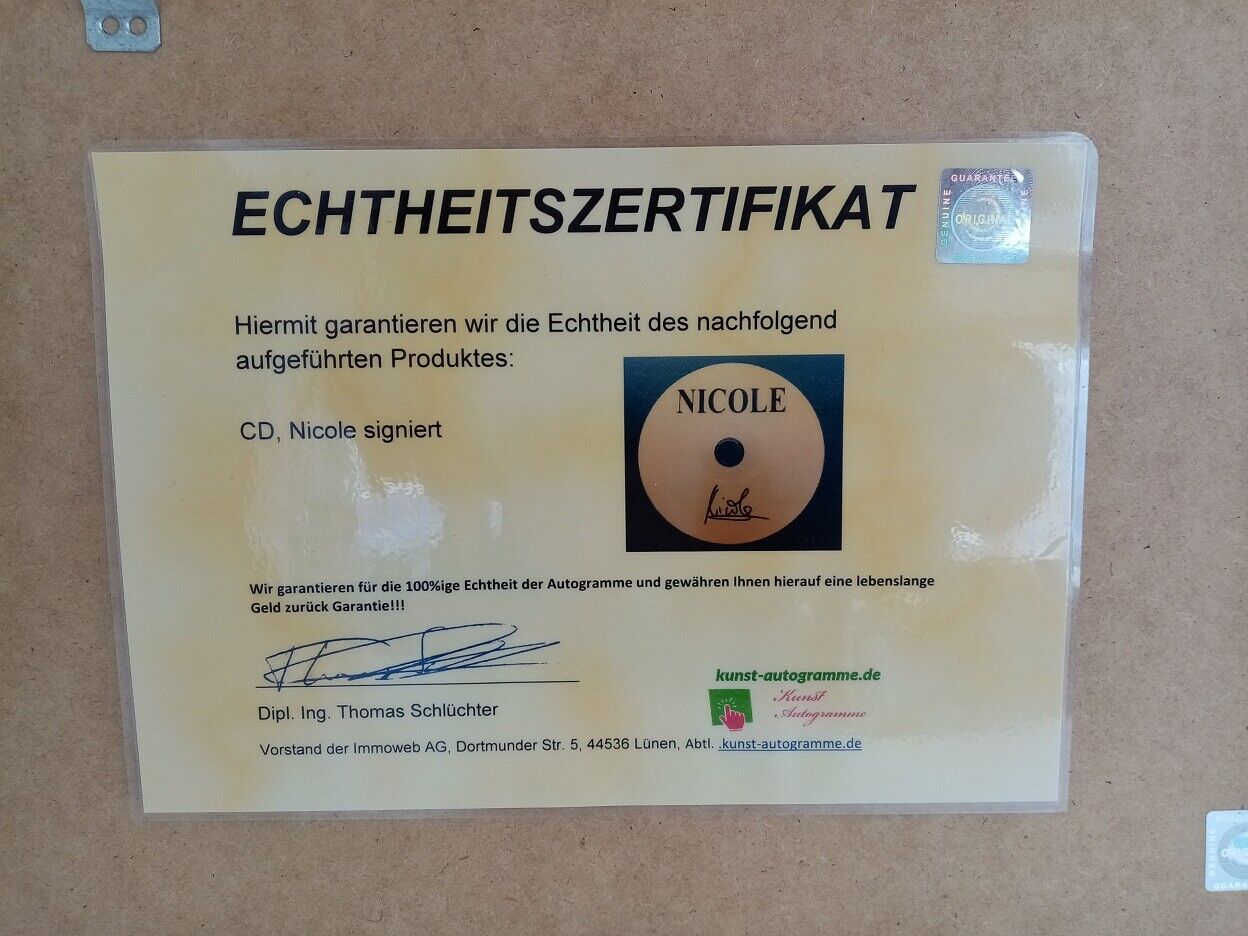 ECHTHEITSZERTIFIKAT
GUARANTEE
GENUINE
ORIGINAL
Hiermit garantieren wir die Echtheit des nachfolgend
aufgeführten Produktes:
CD, Nicole signiert
NICOLE
Nicole
Wir garantieren für die 100%ige Echtheit der Autogramme und gewähren Ihnen hierauf eine lebenslange
Geld zurück Garantie!!!
kunst-autogramme.de
Kunst
Autogramme
Dipl. Ing. Thomas Schlüchter
Vorstand der Immoweb AG, Dortmunder Str. 5, 44536 Lünen, Abtl. .kunst-autogramme.de